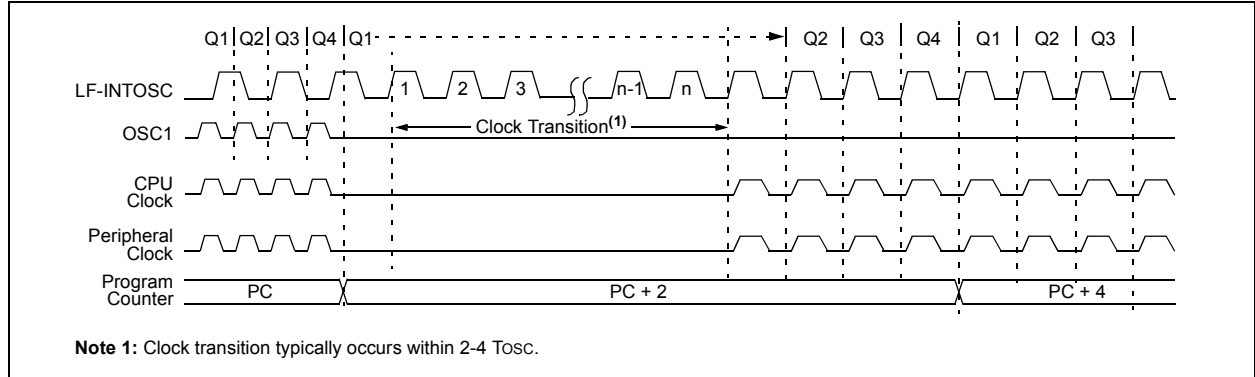 Q1 Q2 Q3 Q4 Q1 Q2 Q3 Q4 Q1 Q2 Q3
LF-INTOSC
1 2 3 n-1 n
Clock Transition(1)
OSC1
CPU
Clock
Peripheral
Clock
Program
Counter
PC PC + 2 PC + 4
Note 1: Clock transition typically occurs within 2-4 TOSC.